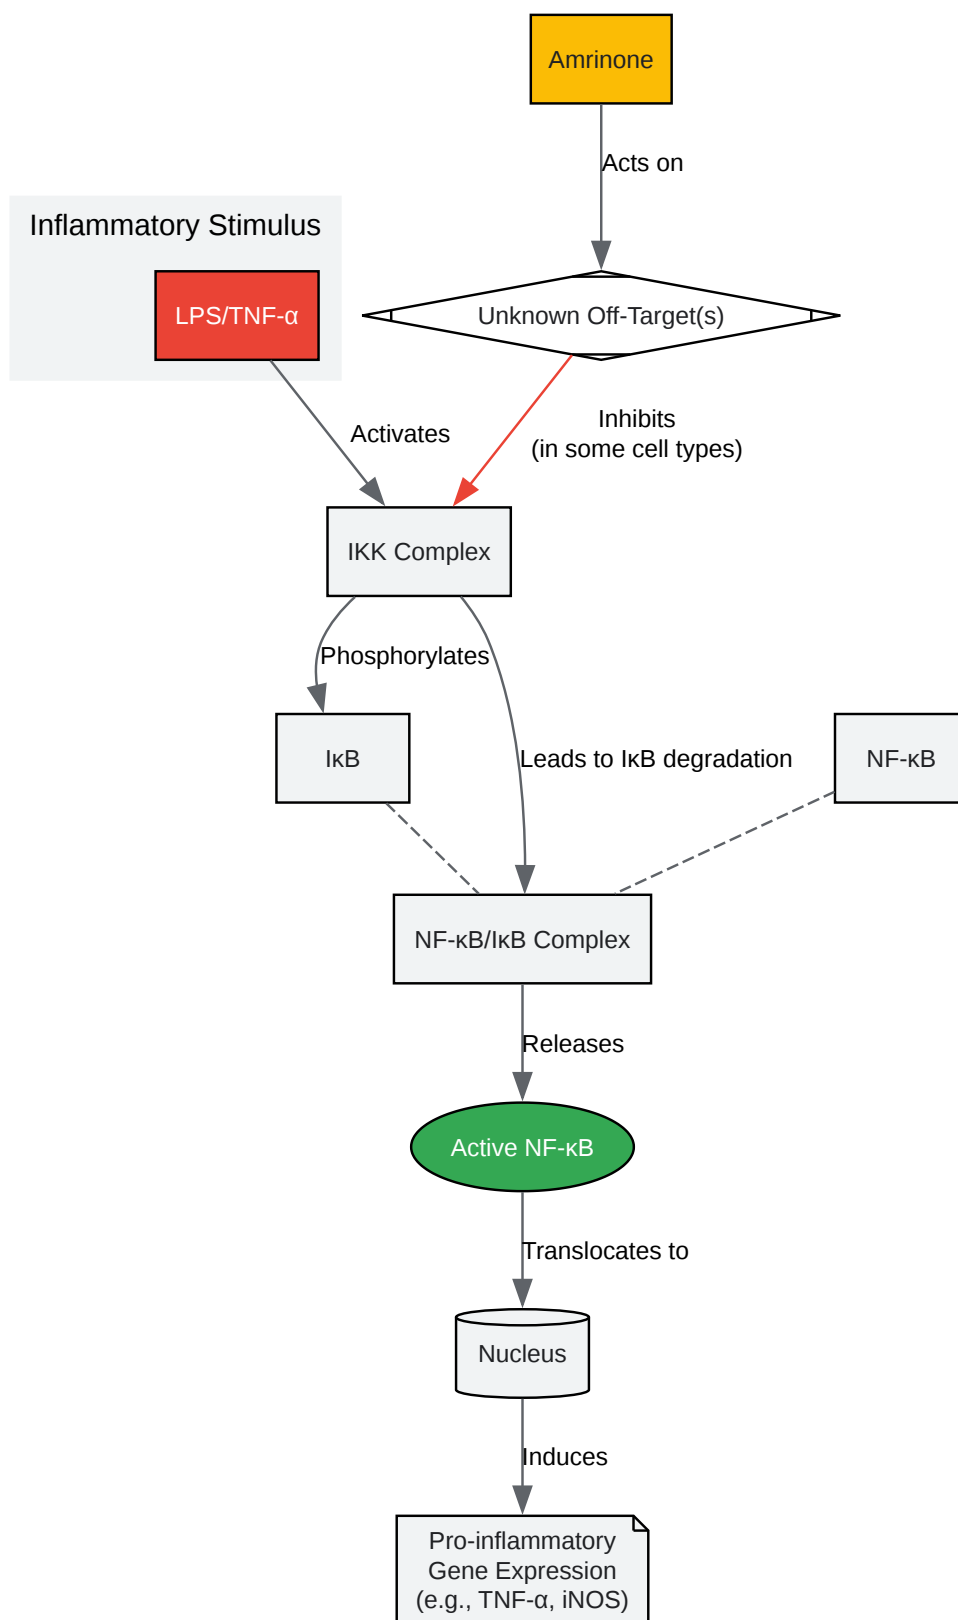 Amrinone
Acts on
Inflammatory Stimulus
LPS/TNF-α
Unknown Off-Target(s)
Activates
Inhibits
(in some cell types)
IKK Complex
Phosphorylates
IκB
Leads to IκB degradation
NF-κB
NF-κB/IκB Complex
Releases
Active NF-κB
Translocates to
Nucleus
Induces
Pro-inflammatory
Gene Expression
(e.g., TNF-α, iNOS)